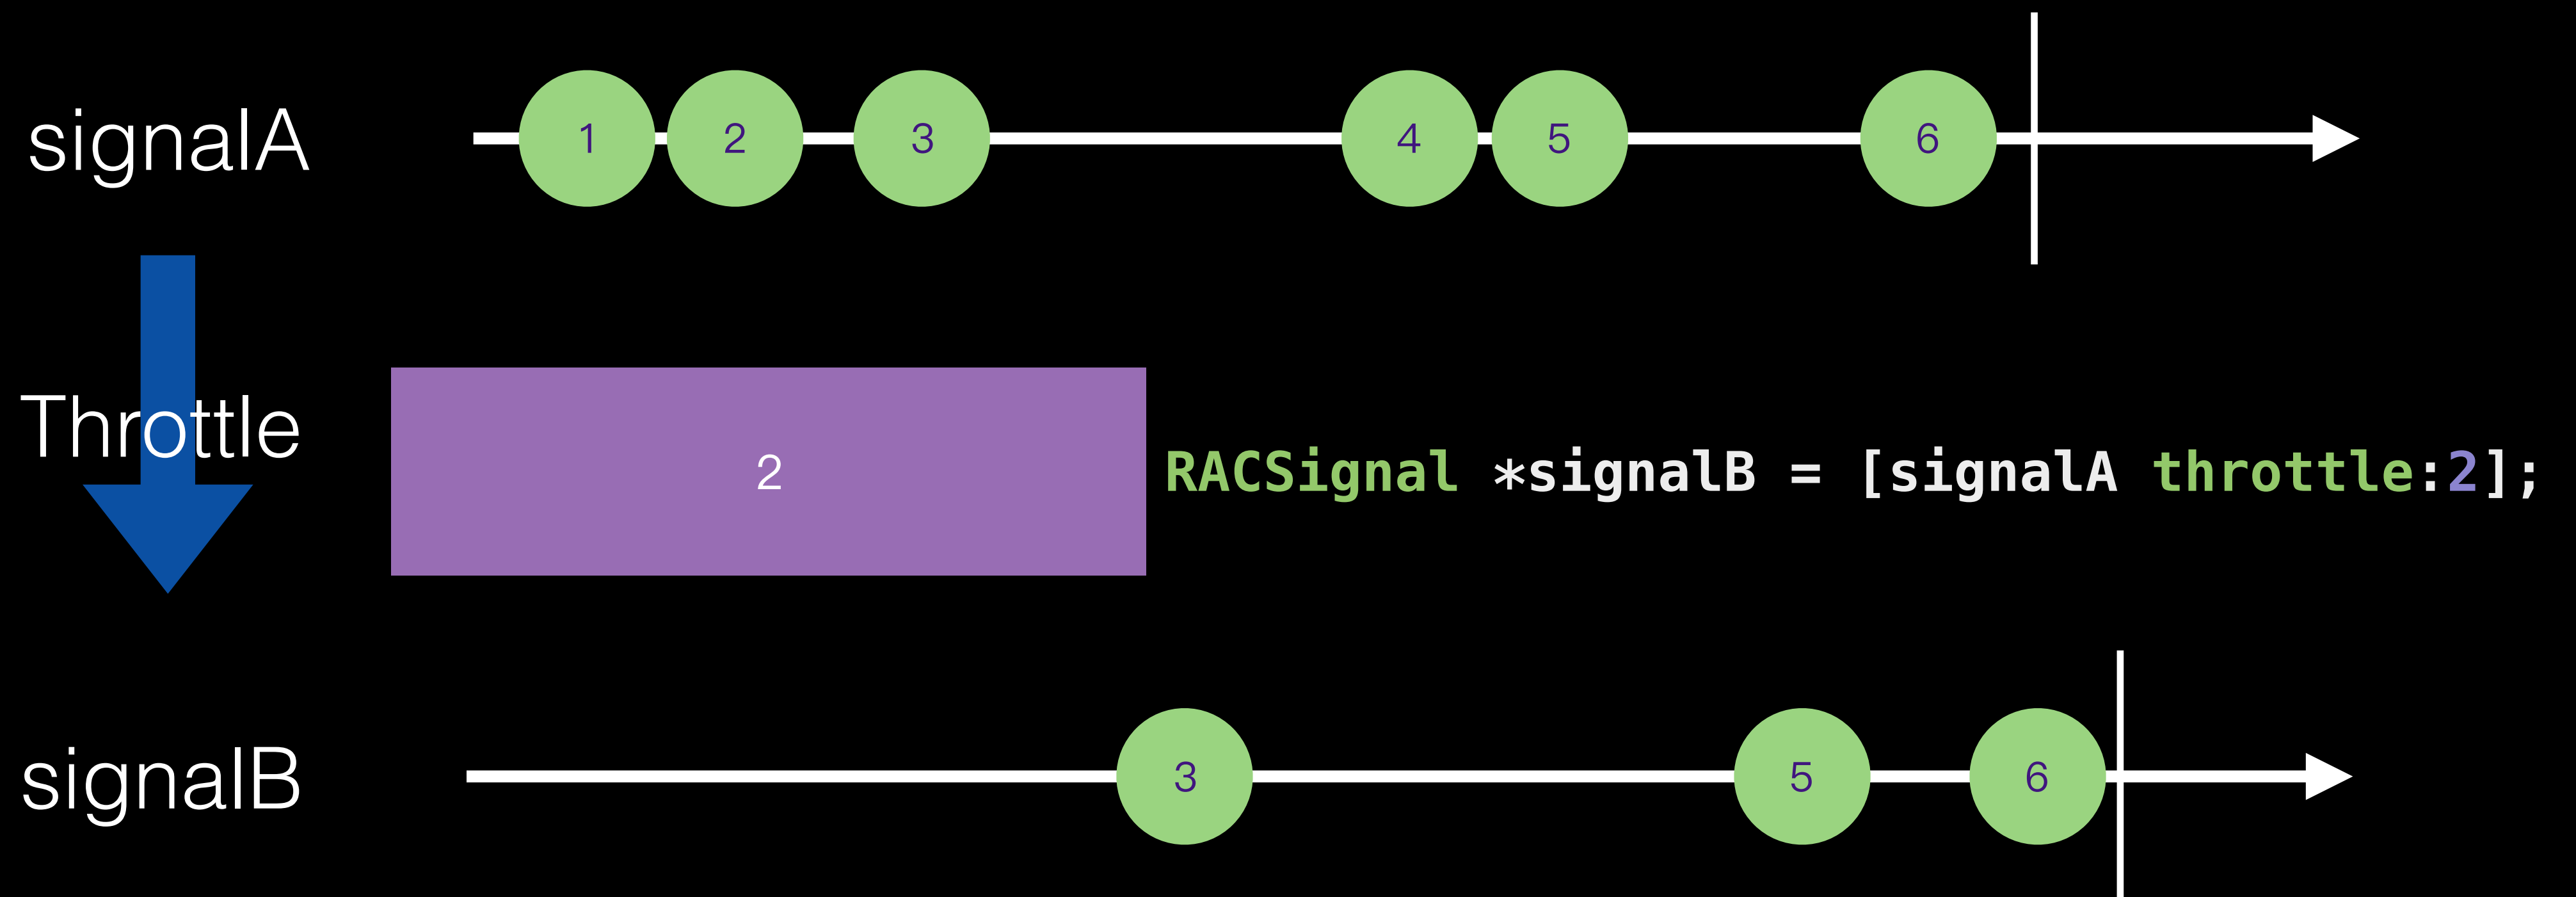 signalA
1 2 3 4 5 6
Throttle
2
RACSignal *signalB = [signalA throttle:2];
signalB
3 5 6